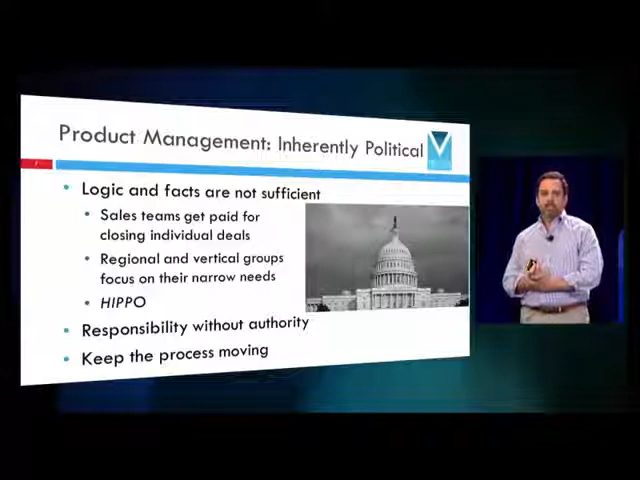 Product Management: Inherently Political
• Logic and facts are not sufficient
• Sales teams get paid for
closing individual deals
• Regional and vertical groups
focus on their narrow needs
• HIPPO
• Responsibility without authority
• Keep the process moving